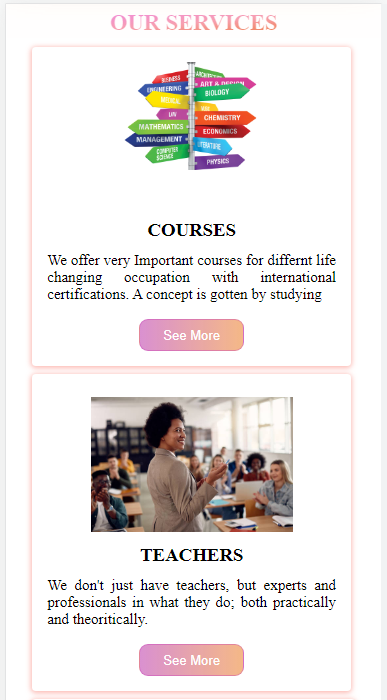 OUR SERVICES
BUSINESS
ARCHITECTURE
ENGINEERING
ART & DESIGN
BIOLOGY
MEDICAL
LAW
CHEMISTRY
MATHEMATICS
ECONOMICS
MANAGEMENT
LITERATURE
COMPUTER
SCIENCE
PHYSICS
COURSES
We offer very Important courses for differnt life
changing occupation with international
certifications. A concept is gotten by studying
See More
TEACHERS
We don't just have teachers, but experts and
professionals in what they do; both practically
and theoritically.
See More